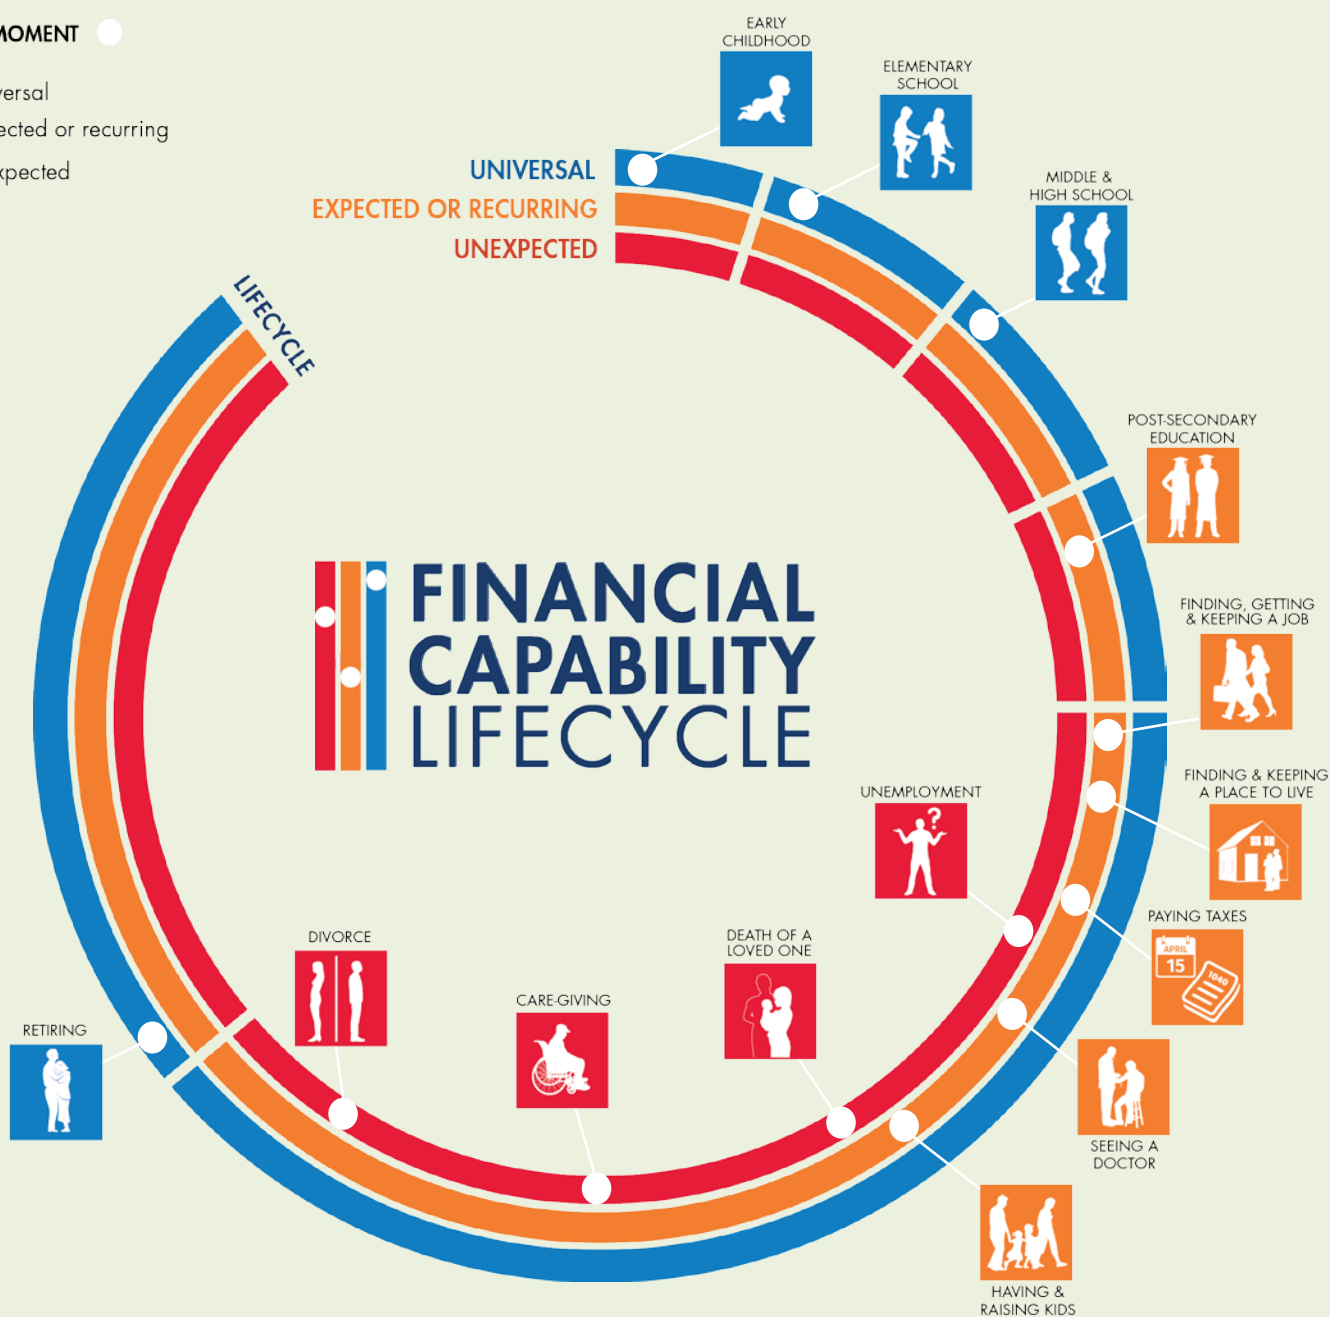 MOMENT
versal
ected or recurring
xpected
EARLY
CHILDHOOD
ELEMENTARY
SCHOOL
MIDDLE &
HIGH SCHOOL
UNIVERSAL
EXPECTED OR RECURRING
UNEXPECTED
LIFECYCLE
POST-SECONDARY
EDUCATION
FINANCIAL
CAPABILITY
LIFECYCLE
FINDING, GETTING
& KEEPING A JOB
FINDING & KEEPING
A PLACE TO LIVE
UNEMPLOYMENT
?
PAYING TAXES
APRIL
15
1040
DEATH OF A
LOVED ONE
DIVORCE
CARE-GIVING
RETIRING
SEEING A
DOCTOR
HAVING &
RAISING KIDS